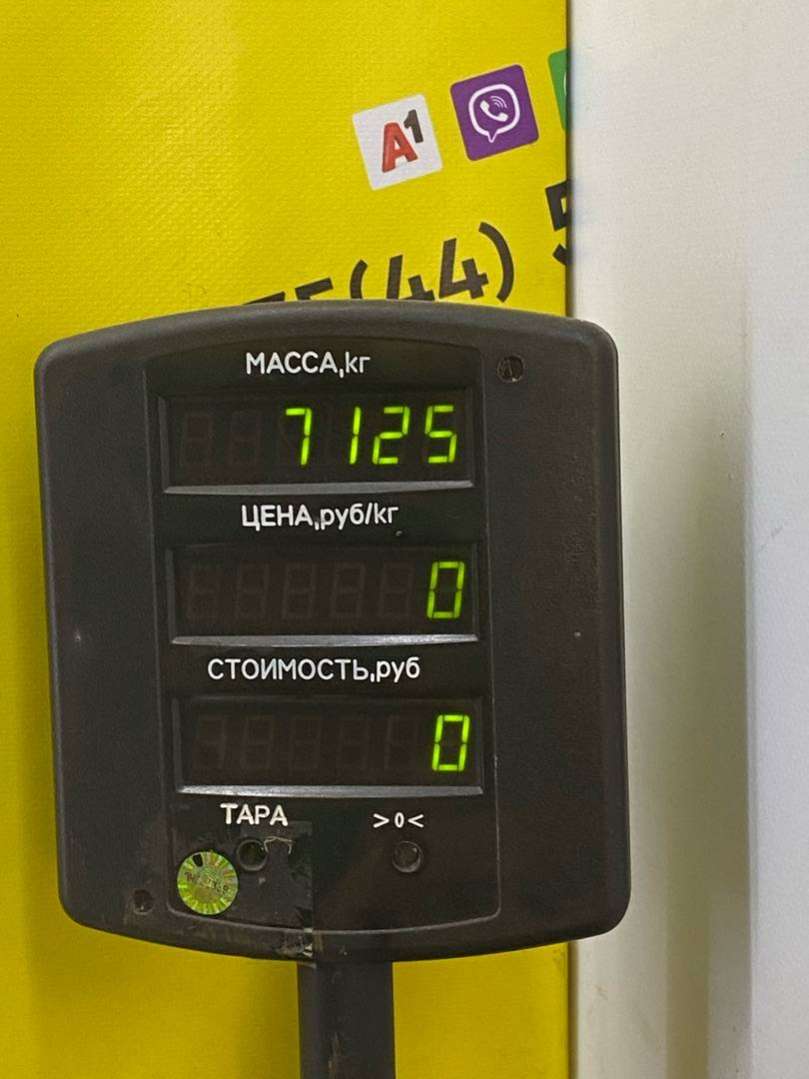 A1
(44)
МАССА,кг
7125
ЦЕНА,руб/кг
0
СТОИМОСТЬ,руб
0
ТАРА >0<